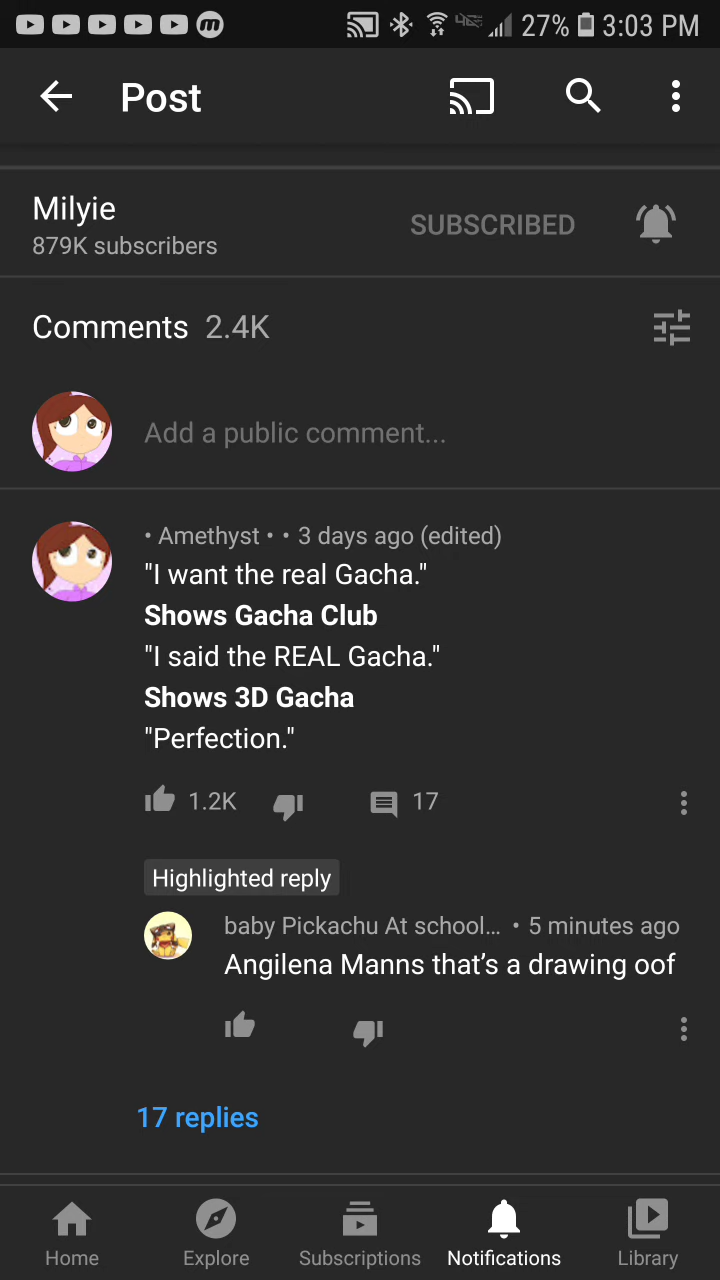 27% 3:03 PM
Post
Milyie
879K subscribers
SUBSCRIBED
Comments 2.4K
Add a public comment...
• Amethyst • • 3 days ago (edited)
"I want the real Gacha."
Shows Gacha Club
"I said the REAL Gacha."
Shows 3D Gacha
"Perfection."
1.2K 17
Highlighted reply
baby Pickachu At school... • 5 minutes ago
Angilena Manns that's a drawing oof
17 replies
Home Explore Subscriptions Notifications Library